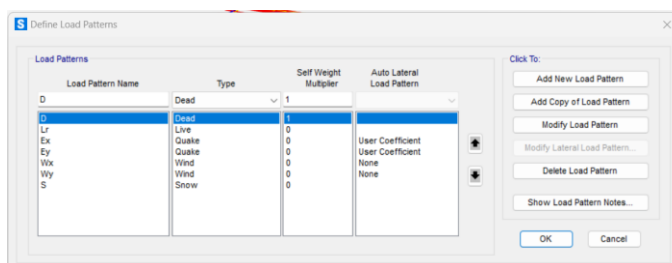 S Define Load Patterns
Load Patterns
Click To:
Load Pattern Name Type Self Weight Multiplier Auto Lateral Load Pattern
D Dead 1
D Dead 1
Lr Live 0
Ex Quake 0 User Coefficient
Ey Quake 0 User Coefficient
Wx Wind 0 None
Wy Wind 0 None
S Snow 0
Add New Load Pattern
Add Copy of Load Pattern
Modify Load Pattern
Modify Lateral Load Pattern...
Delete Load Pattern
Show Load Pattern Notes...
OK Cancel